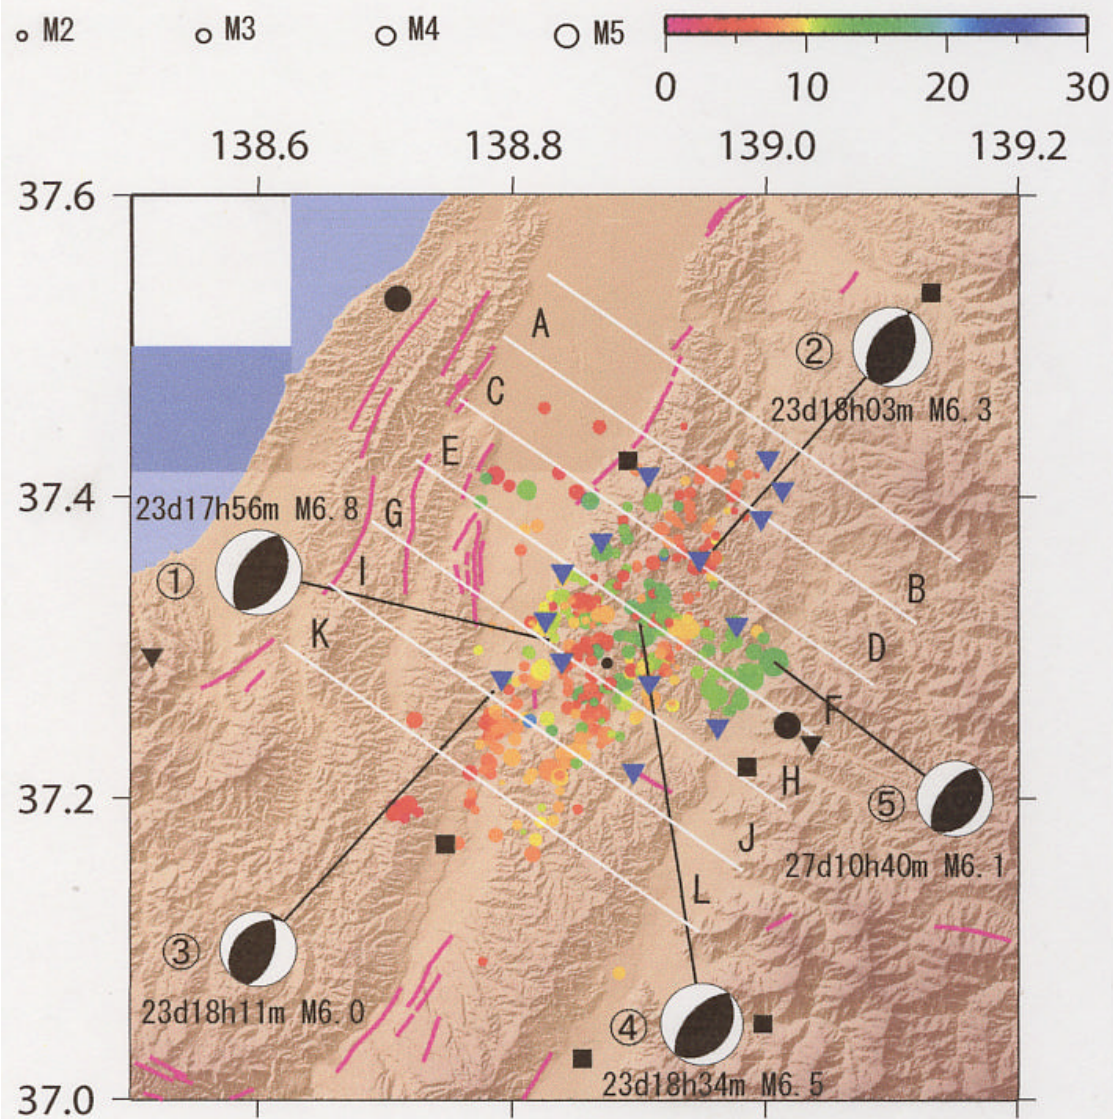 M2 M3 M4 M5
0 10 20 30
138.6 138.8 139.0 139.2
37.6
A
②
C
23d18h03m M6.3
E
37.4
23d17h56m M6.8
G
①
I
B
K
D
F
H
37.2
⑤
J
27d10h40m M6.1
L
③
23d18h11m M6.0
④
23d18h34m M6.5
37.0